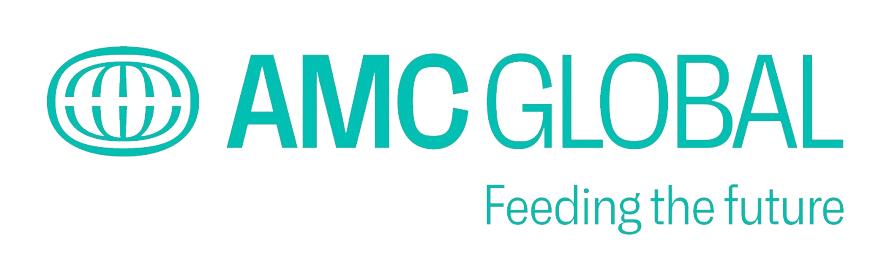 AMC GLOBAL
Feeding the future